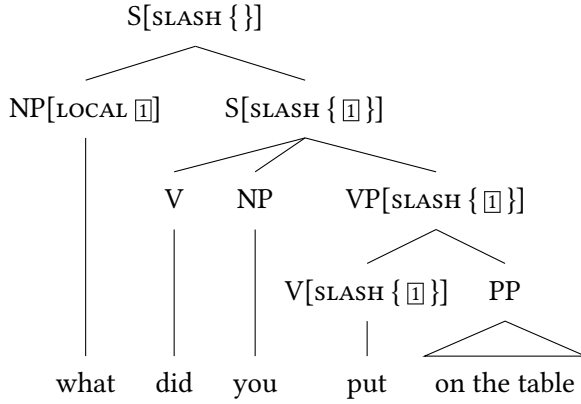 S[SLASH { }]
NP[LOCAL 1] S[SLASH { 1 }]
V NP VP[SLASH { 1 }]
V[SLASH { 1 }] PP
what did you put on the table